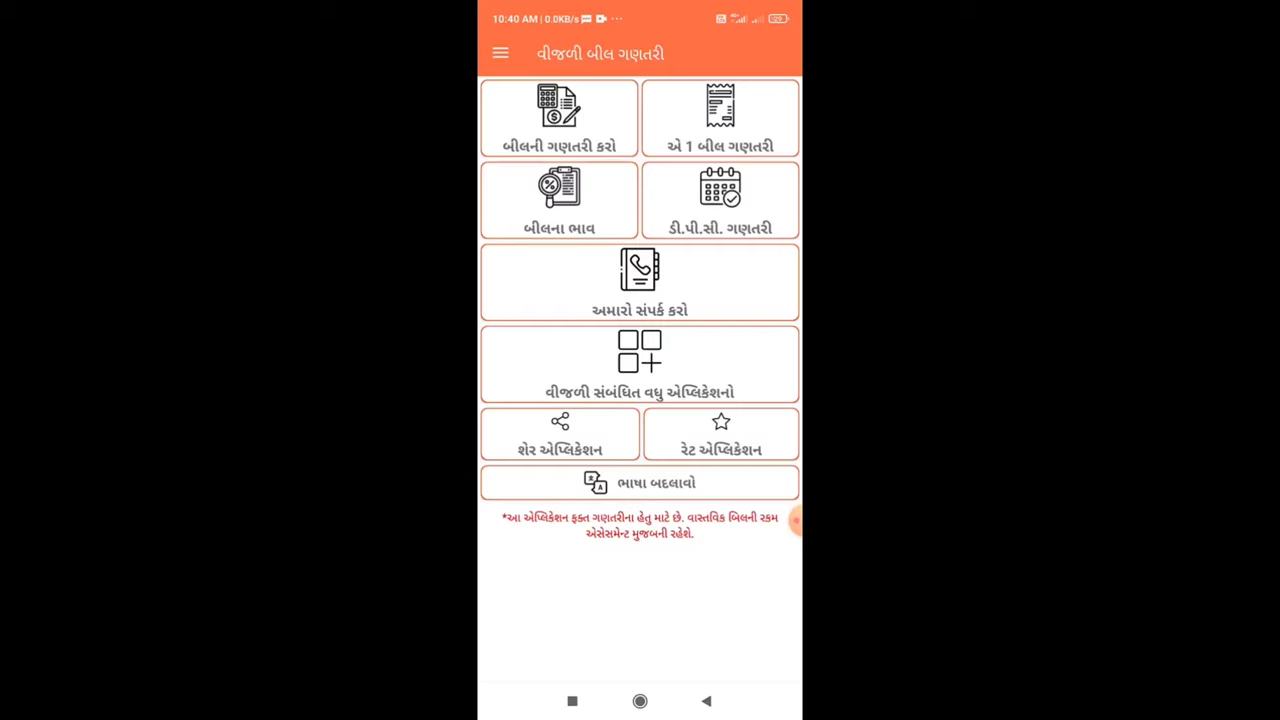 10:40 AM | 0.0KB/s
વીજળી બીલ ગણતરી
બીલની ગણતરી કરો
એ 1 બીલ ગણતરી
બીલના ભાવ
ડી.પી.સી. ગણતરી
અમારો સંપર્ક કરો
વીજળી સંબંધિત વધુ એપ્લિકેશનો
શેર એપ્લિકેશન
રેટ એપ્લિકેશન
ભાષા બદલાવો
*આ એપ્લિકેશન ફક્ત ગણતરીના હેતુ માટે છે. વાસ્તવિક બિલની રકમ
એસેસમેન્ટ મુજબની રહેશે.